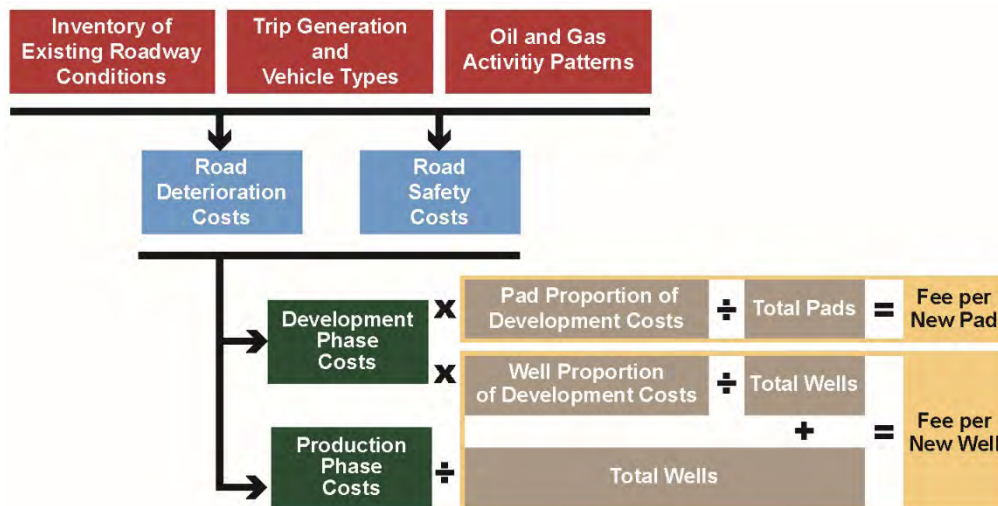 Inventory of
Existing Roadway
Conditions
Trip Generation
and
Vehicle Types
Oil and Gas
Activitiy Patterns
Road
Deterioration
Costs
Road
Safety
Costs
Development
Phase
Costs
x
Pad Proportion of
Development Costs
÷
Total Pads
=
Fee per
New Pad
x
Well Proportion
of Development Costs
÷
Total Wells
+
=
Fee per
New Well
Production
Phase
Costs
÷
Total Wells